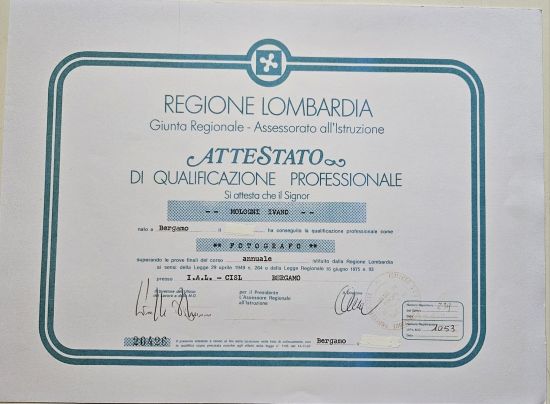 REGIONE LOMBARDIA
Giunta Regionale - Assessorato all'Istruzione
ATTESTATO
DI QUALIFICAZIONE PROFESSIONALE
Si attesta che il Signor
-- MOLOGNI IVANO --
nato a Bergamo il ha conseguito la qualificazione professionale come
** FOTOGRAFO **
superando le prove finali del corso annuale istituito dalla Regione Lombardia
ai sensi della Legge 29 aprile 1949 n. 264 o della Legge Regionale 16 giugno 1975 n. 93
presso I.A.L. - CISL BERGAMO
per il Presidente
L'Assessore Regionale
all'Istruzione
1053
20426
Bergamo